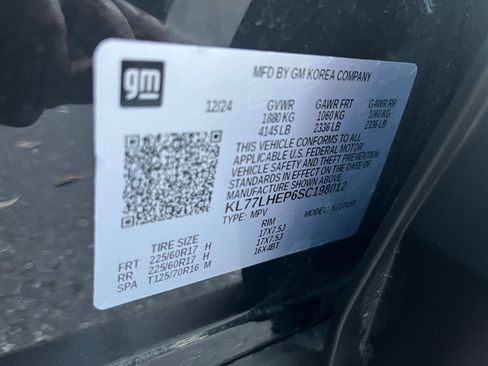 gm
MFD BY GM KOREA COMPANY
12/24 GVWR GAWR FRT GAWR RR
1880 KG 1060 KG 1060 KG
4145 LB 2336 LB 2336 LB
THIS VEHICLE CONFORMS TO ALL
APPLICABLE U.S. FEDERAL MOTOR
VEHICLE SAFETY AND THEFT PREVENTION
STANDARDS IN EFFECT ON THE DATE OF
MANUFACTURE SHOWN ABOVE.
KL77LHEP6SC198012
TYPE: MPV MODEL:
TIRE SIZE RIM
FRT 225/60R17 H 17X7.5J
RR 225/60R17 H 17X7.5J
SPA T125/70R16 M 16X4BT